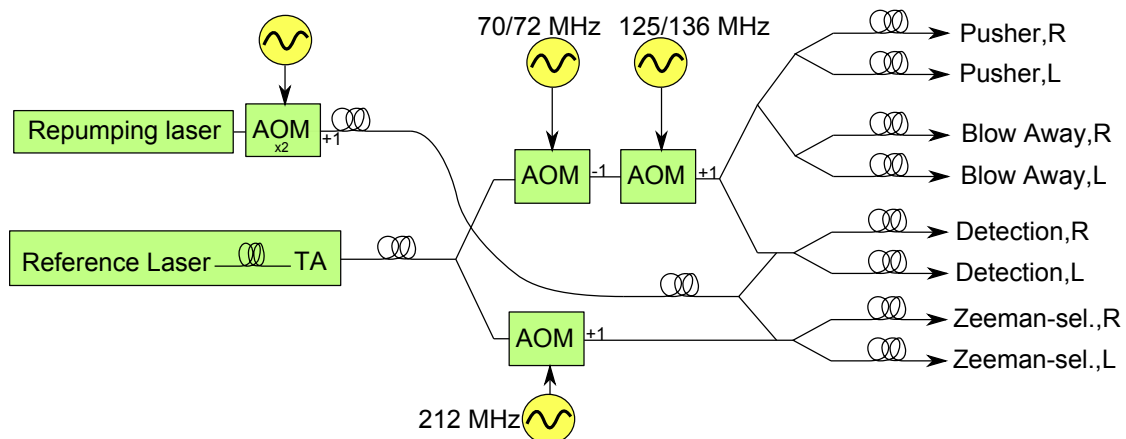 70/72 MHz
125/136 MHz
Pusher,R
Pusher,L
Repumping laser
AOM
x2
+1
Blow Away,R
Blow Away,L
AOM
-1
AOM
+1
Reference Laser
TA
Detection,R
Detection,L
AOM
+1
Zeeman-sel.,R
Zeeman-sel.,L
212 MHz